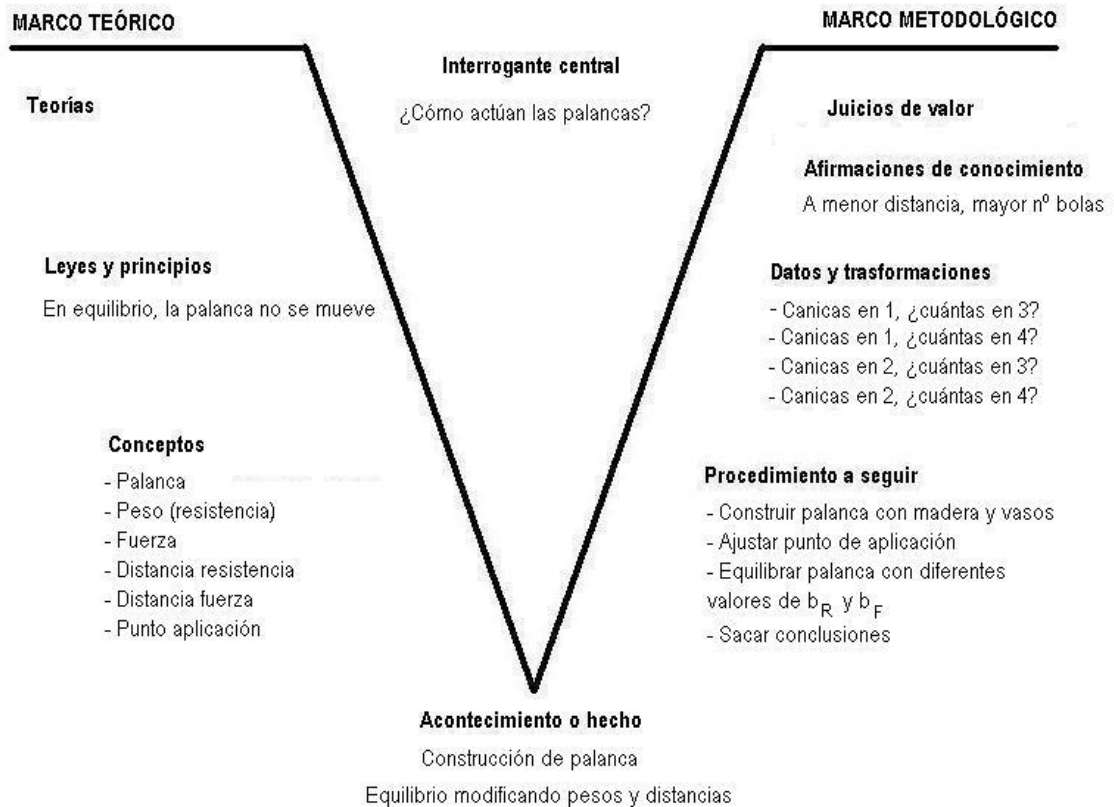 MARCO TEÓRICO
MARCO METODOLÓGICO
Interrogante central
¿Cómo actúan las palancas?
Teorías
Leyes y principios
En equilibrio, la palanca no se mueve
Conceptos
- Palanca
- Peso (resistencia)
- Fuerza
- Distancia resistencia
- Distancia fuerza
- Punto aplicación
Juicios de valor
Afirmaciones de conocimiento
A menor distancia, mayor nº bolas
Datos y trasformaciones
- Canicas en 1, ¿cuántas en 3?
- Canicas en 1, ¿cuántas en 4?
- Canicas en 2, ¿cuántas en 3?
- Canicas en 2, ¿cuántas en 4?
Procedimiento a seguir
- Construir palanca con madera y vasos
- Ajustar punto de aplicación
- Equilibrar palanca con diferentes
valores de b_R y b_F
- Sacar conclusiones
Acontecimiento o hecho
Construcción de palanca
Equilibrio modificando pesos y distancias